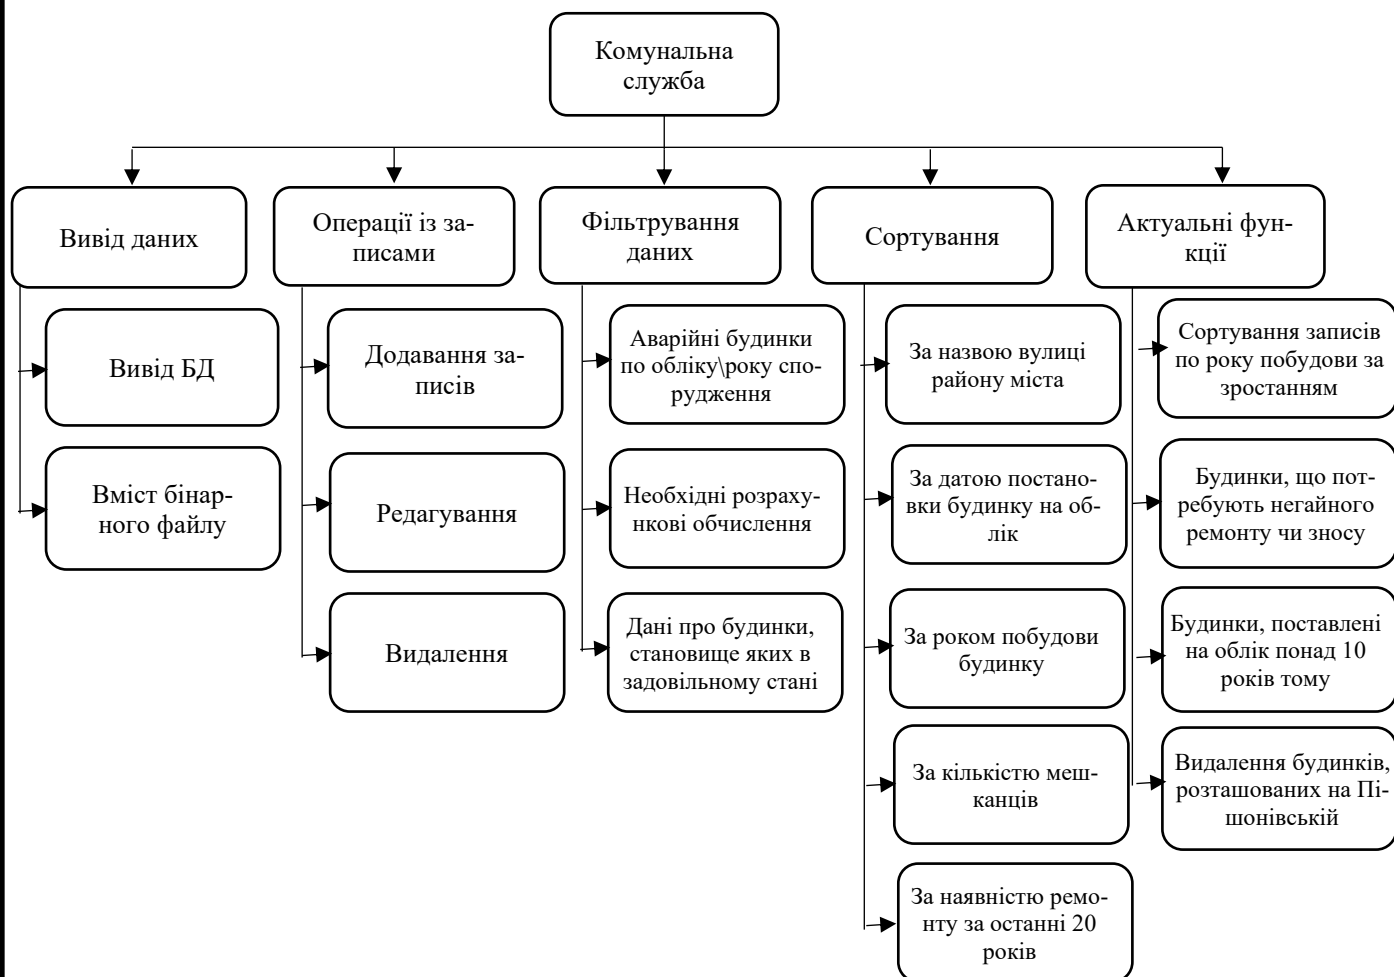 Комунальна
служба
Вивід даних
Операції із за-
писами
Фільтрування
даних
Сортування
Актуальні фун-
кції
Вивід БД
Вміст бінар-
ного файлу
Додавання за-
писів
Редагування
Видалення
Аварійні будинки
по обліку\року спо-
рудження
Необхідні розраху-
нкові обчислення
Дані про будинки,
становище яких в
задовільному стані
За назвою вулиці
району міста
За датою постано-
вки будинку на об-
лік
За роком побудови
будинку
За кількістю меш-
канців
За наявністю ремо-
нту за останні 20
років
Сортування записів
по року побудови за
зростанням
Будинки, що пот-
ребують негайного
ремонту чи зносу
Будинки, поставлені
на облік понад 10
років тому
Видалення будинків,
розташованих на Пі-
шонівській